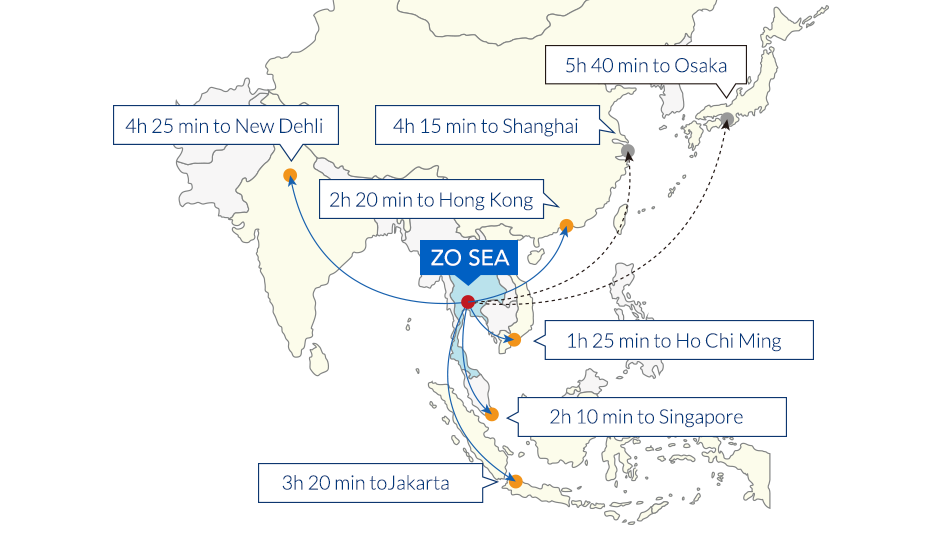 5h 40 min to Osaka
4h 25 min to New Dehli
4h 15 min to Shanghai
2h 20 min to Hong Kong
ZO SEA
1h 25 min to Ho Chi Ming
2h 10 min to Singapore
3h 20 min toJakarta